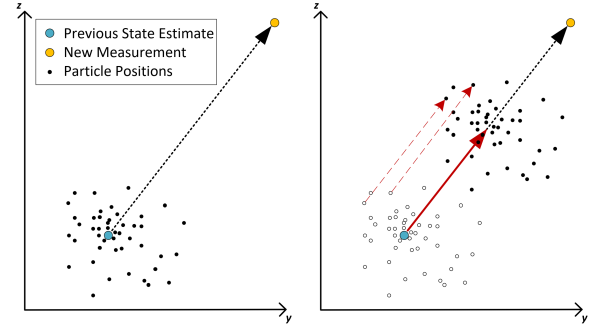 z
Previous State Estimate
New Measurement
Particle Positions
y
z
y